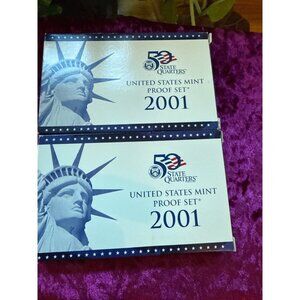 50
STATE
QUARTERS
UNITED STATES MINT
PROOF SET
2001
50
STATE
QUARTERS
UNITED STATES MINT
PROOF SET
2001